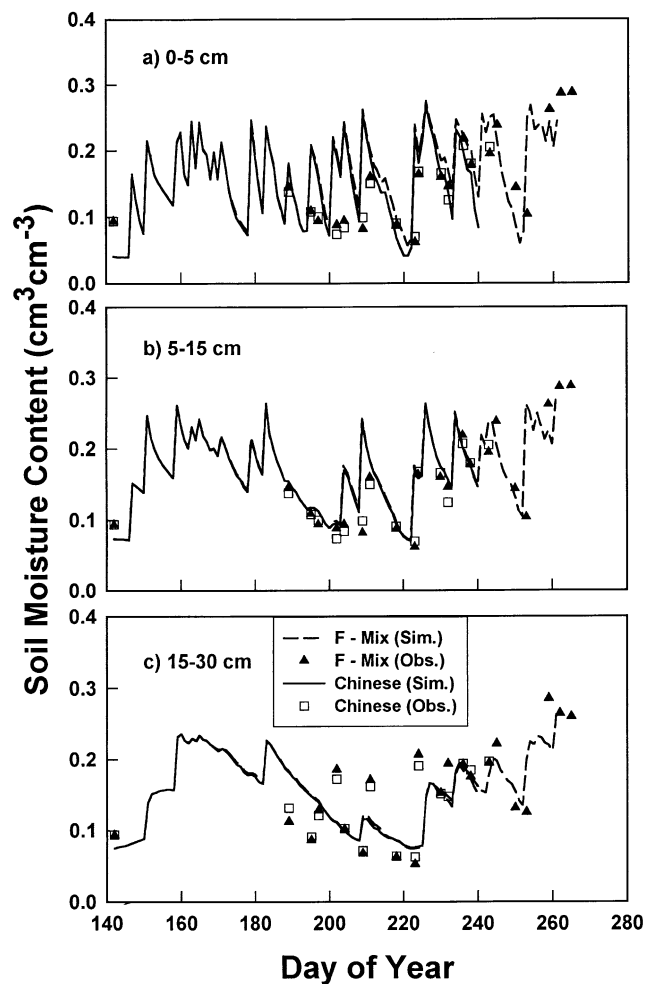 Soil Moisture Content (cm³cm⁻³)
0.4
a) 0-5 cm
0.3
0.2
0.1
0.0
0.4
b) 5-15 cm
0.3
0.2
0.1
0.0
0.4
c) 15-30 cm
0.3
0.2
0.1
0.0
F - Mix (Sim.)
F - Mix (Obs.)
Chinese (Sim.)
Chinese (Obs.)
140 160 180 200 220 240 260 280
Day of Year